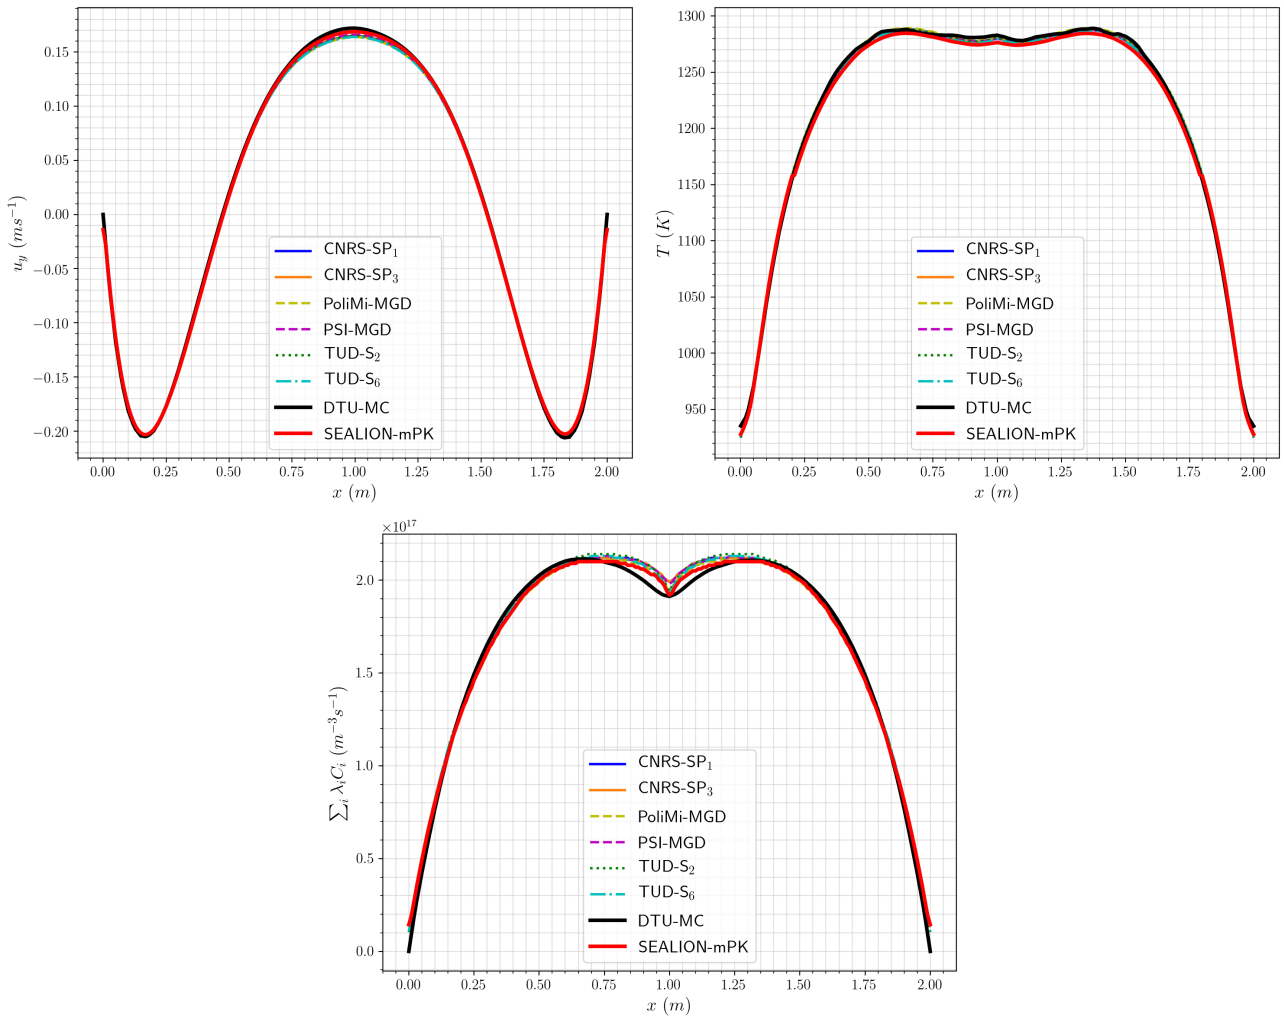 0.15
0.10
0.05
0.00
−0.05
−0.10
−0.15
−0.20
u_y (ms⁻¹)
CNRS-SP₁
CNRS-SP₃
PoliMi-MGD
PSI-MGD
TUD-S₂
TUD-S₆
DTU-MC
SEALION-mPK
0.00 0.25 0.50 0.75 1.00 1.25 1.50 1.75 2.00
x (m)
1300
1250
1200
1150
1100
1050
1000
950
T (K)
CNRS-SP₁
CNRS-SP₃
PoliMi-MGD
PSI-MGD
TUD-S₂
TUD-S₆
DTU-MC
SEALION-mPK
0.00 0.25 0.50 0.75 1.00 1.25 1.50 1.75 2.00
x (m)
×10¹⁷
2.0
1.5
1.0
0.5
0.0
∑ᵢ λᵢCᵢ (m⁻³s⁻¹)
CNRS-SP₁
CNRS-SP₃
PoliMi-MGD
PSI-MGD
TUD-S₂
TUD-S₆
DTU-MC
SEALION-mPK
0.00 0.25 0.50 0.75 1.00 1.25 1.50 1.75 2.00
x (m)